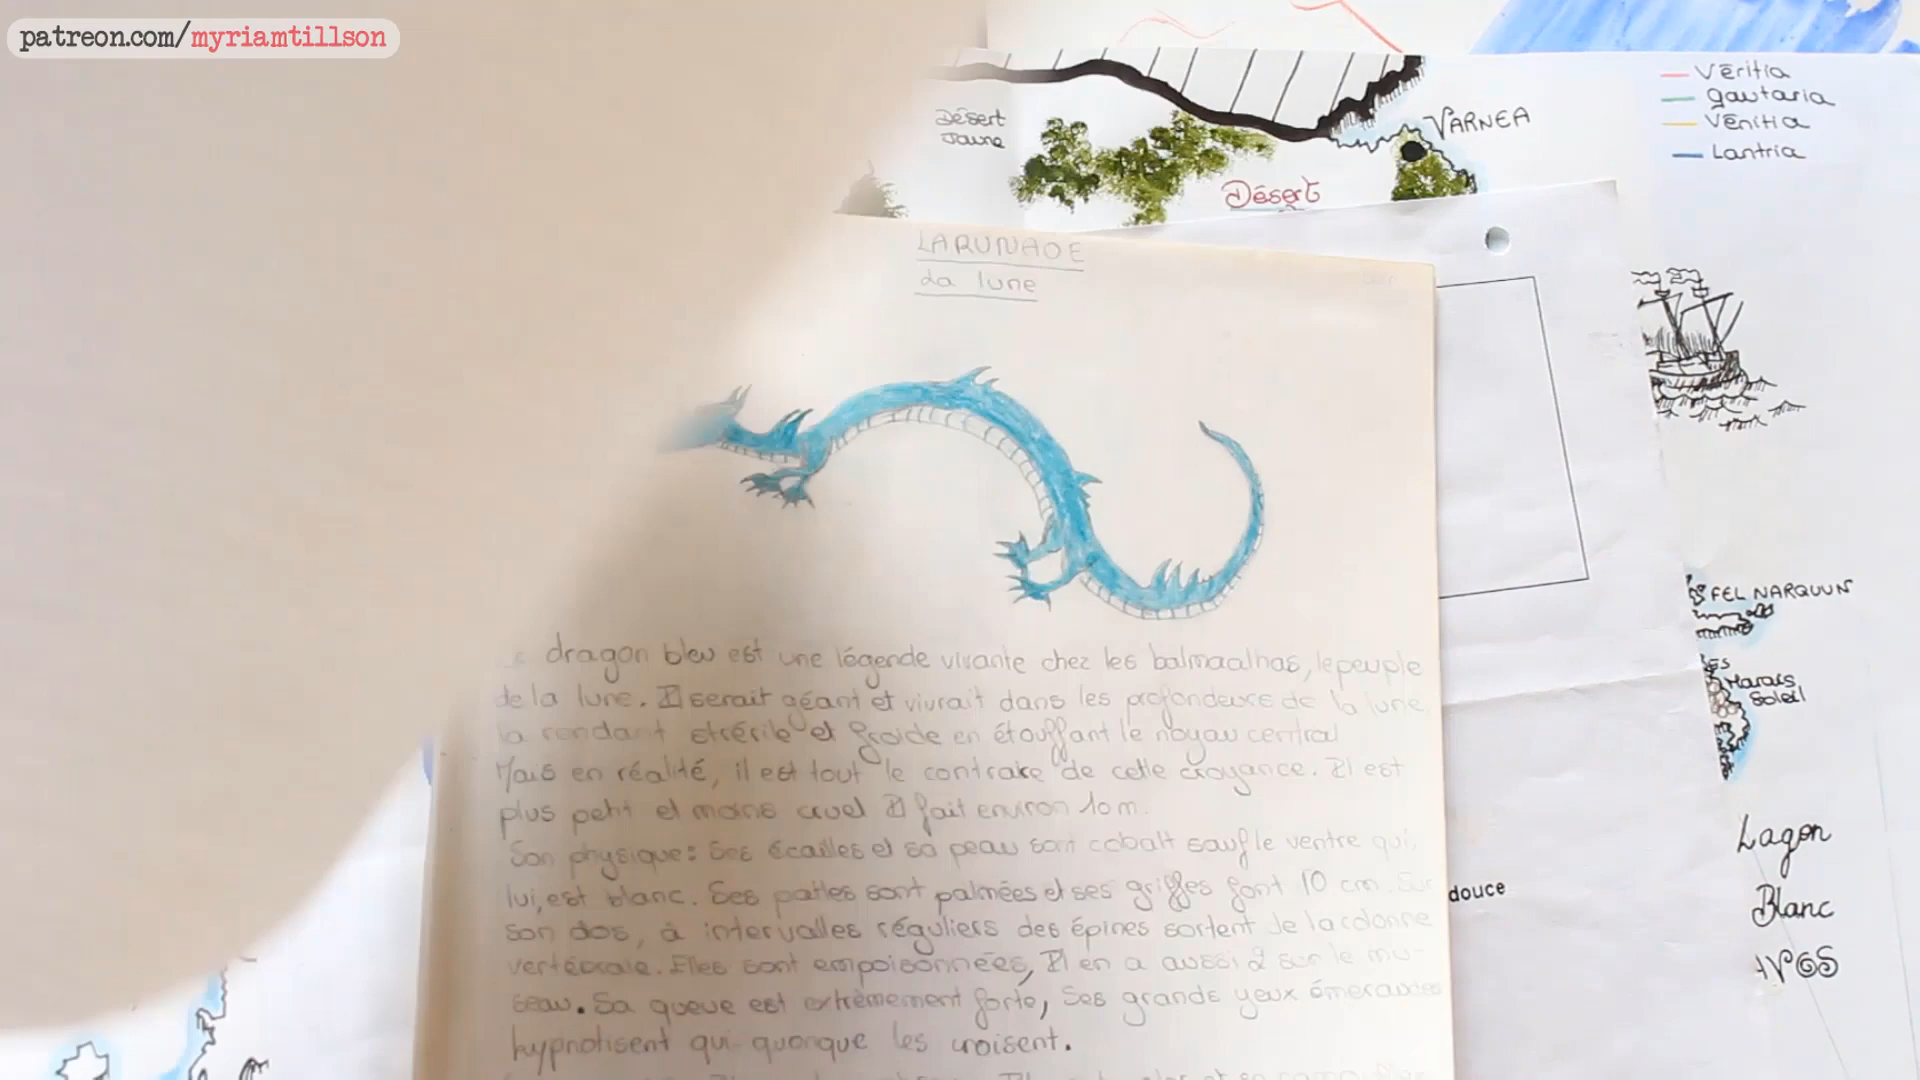 patreon.com/myriamtillson
Vēritia
gautaria
Vēnitia
Lantria
Désert
Jaune
VARNEA
Désert
LARUNADE
La lune
dragon bleu est une légende vivante chez les balmaalhas, le peuple
de la lune. Il serait géant et vivrait dans les profondeurs de la lune
la rendant strérile et froide en étouffant le noyau central
Mais en réalité, il est tout le contraire de cette croyance. Il est
plus petit et moins cruel Il fait environ 10 m.
Son physique: Ses écailles et sa peau sont cobalt sauf le ventre qui,
lui, est blanc. Ses pattes sont palmées et ses griffes font 10 cm. Sur
son dos, à intervalles réguliers des épines sortent de la colonne
vertébrale. Elles sont empoisonnées, Il en a aussi 2 sur le mu-
seau. Sa queue est extrêmement forte, Ses grands yeux émeraudes
hypnotisent qui quonque les croisent.
FEL NARQUUN
Marais
Soleil
douce
Lagon
Blanc